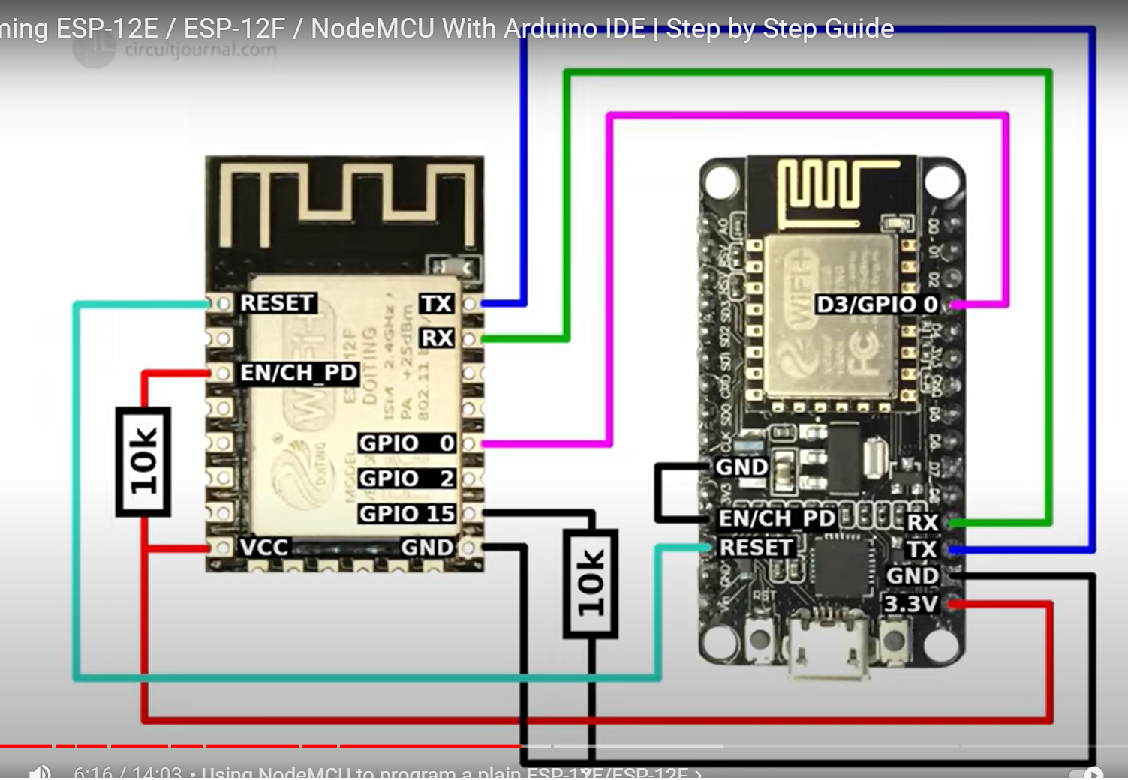 ming ESP-12E / ESP-12F / NodeMCU With Arduino IDE | Step by Step Guide
circuitjournal.com
RESET
TX
RX
EN/CH_PD
GPIO 0
GPIO 2
GPIO 15
VCC
GND
10k
10k
DOITING
ISM 2.4GHz
PA +25dBm
802.11
WiFi+
FC
D3/GPIO 0
GND
EN/CH_PD
RESET
RX
TX
GND
3.3V
RST
6:16 / 14:03 • Using NodeMCU to program a plain ESP-12E/ESP-12F ›